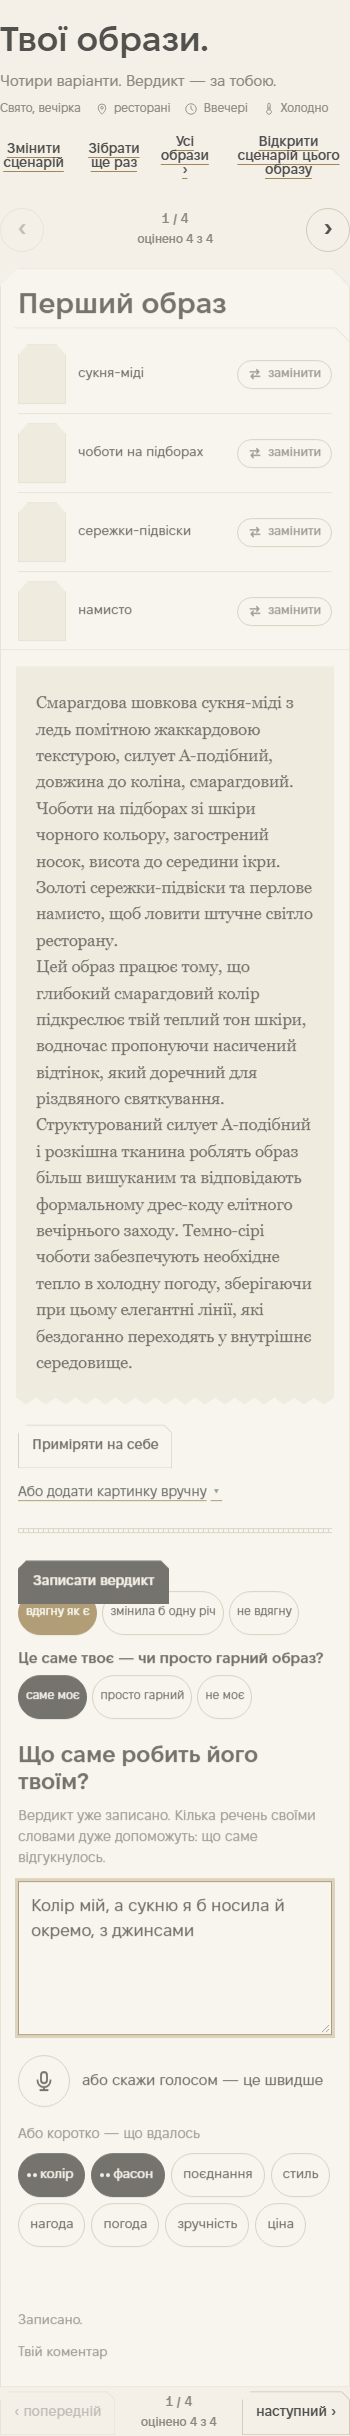 Твої образи.
Чотири варіанти. Вердикт — за тобою.
Свято, вечірка ресторані Ввечері Холодно
Змінити сценарій
Зібрати ще раз
Усі образи ›
Відкрити сценарій цього образу
‹
1 / 4
оцінено 4 з 4
›
Перший образ
сукня-міді замінити
чоботи на підборах замінити
сережки-підвіски замінити
намисто замінити
Смарагдова шовкова сукня-міді з
ледь помітною жаккардовою
текстурою, силует А-подібний,
довжина до коліна, смарагдовий.
Чоботи на підборах зі шкіри
чорного кольору, загострений
носок, висота до середини ікри.
Золоті сережки-підвіски та перлове
намисто, щоб ловити штучне світло
ресторану.
Цей образ працює тому, що
глибокий смарагдовий колір
підкреслює твій теплий тон шкіри,
водночас пропонуючи насичений
відтінок, який доречний для
різдвяного святкування.
Структурований силует А-подібний
і розкішна тканина роблять образ
більш вишуканим та відповідають
формальному дрес-коду елітного
вечірнього заходу. Темно-сірі
чоботи забезпечують необхідне
тепло в холодну погоду, зберігаючи
при цьому елегантні лінії, які
бездоганно переходять у внутрішнє
середовище.
Приміряти на себе
Або додати картинку вручну
Записати вердикт
вдягну як є змінила б одну річ не вдягну
Це саме твоє — чи просто гарний образ?
саме моє просто гарний не моє
Що саме робить його
твоїм?
Вердикт уже записано. Кілька речень своїми
словами дуже допоможуть: що саме
відгукнулось.
Колір мій, а сукню я б носила й
окремо, з джинсами
або скажи голосом — це швидше
Або коротко — що вдалось
колір фасон поєднання стиль
нагода погода зручність ціна
Записано.
Твій коментар
‹ попередній
1 / 4
оцінено 4 з 4
наступний ›